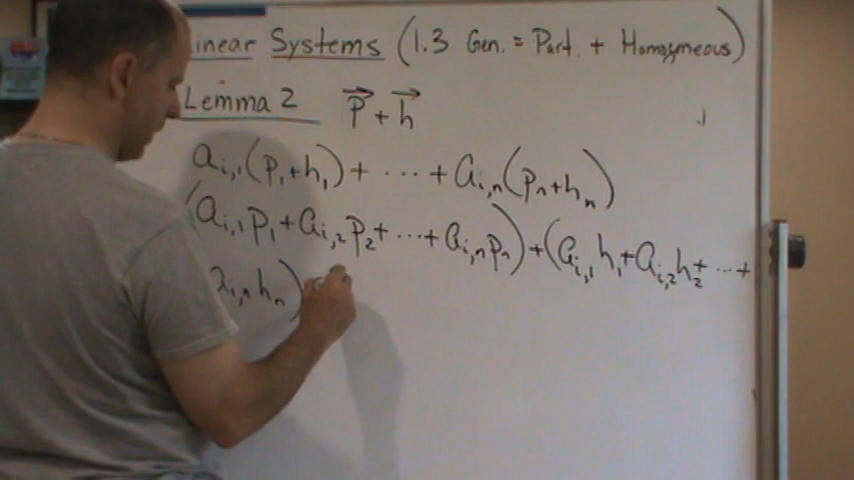 inear Systems (1.3 Gen. = Part. + Homogeneous)
Lemma 2 p⃗ + h⃗
a_{i,1}(p_1+h_1) + ⋯ + a_{i,n}(p_n+h_n)
(a_{i,1}p_1 + a_{i,2}p_2 + ⋯ + a_{i,n}p_n) + (a_{i,1}h_1 + a_{i,2}h_2 + ⋯ +
a_{i,n}h_n)